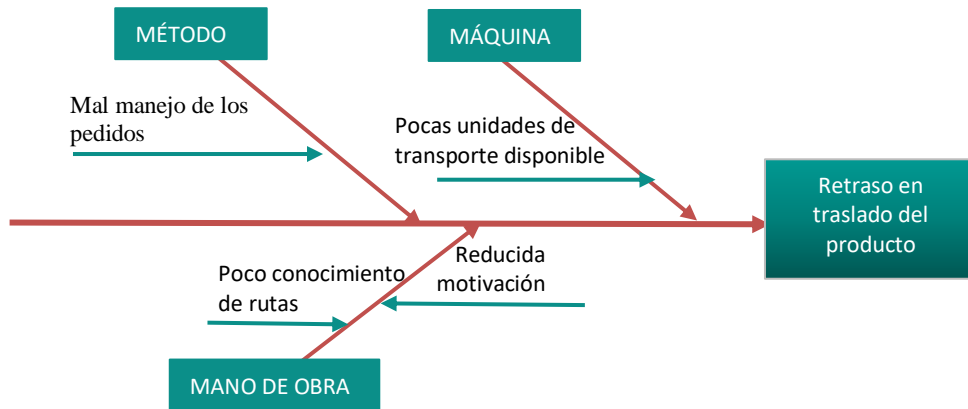 MÉTODO
MÁQUINA
Mal manejo de los
pedidos
Pocas unidades de
transporte disponible
Retraso en
traslado del
producto
Poco conocimiento
de rutas
Reducida
motivación
MANO DE OBRA